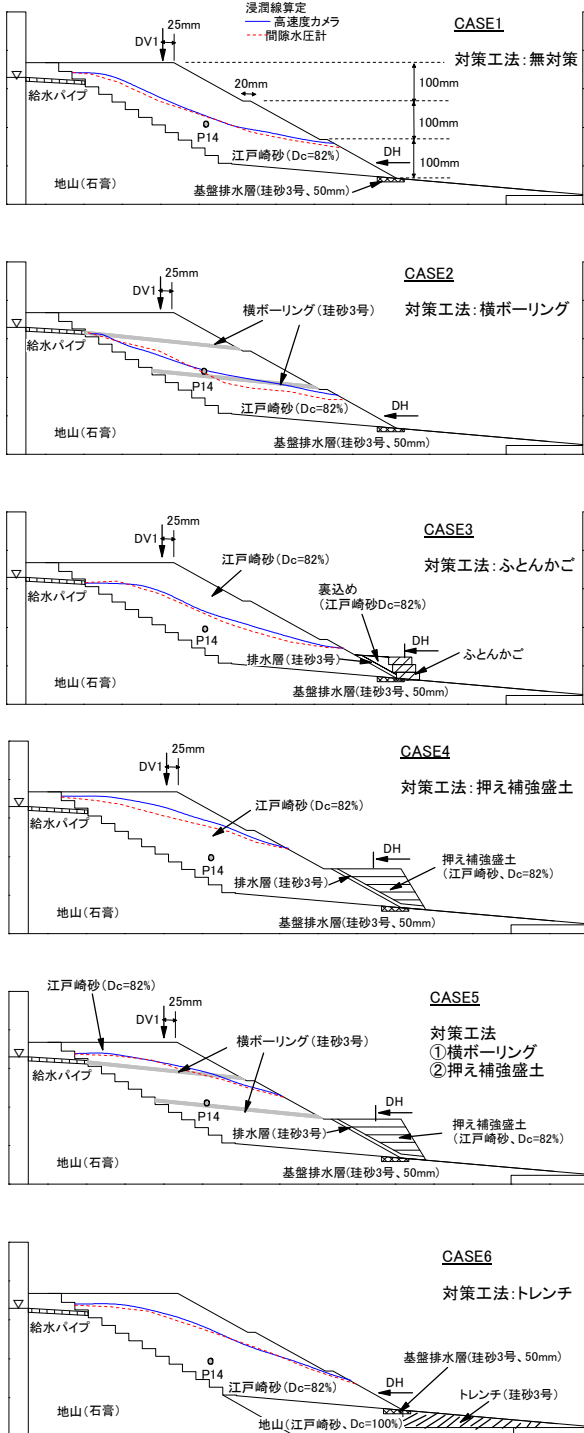 浸潤線算定
高速度カメラ
間隙水圧計
25mm
DV1
CASE1
対策工法:無対策
給水パイプ
20mm
100mm
100mm
100mm
P14
江戸崎砂(Dc=82%)
DH
地山(石膏)
基盤排水層(珪砂3号、50mm)
25mm
DV1
CASE2
対策工法:横ボーリング
横ボーリング(珪砂3号)
給水パイプ
P14
江戸崎砂(Dc=82%)
DH
地山(石膏)
基盤排水層(珪砂3号、50mm)
25mm
DV1
CASE3
対策工法:ふとんかご
江戸崎砂(Dc=82%)
給水パイプ
裏込め
(江戸崎砂Dc=82%)
P14
DH
排水層(珪砂3号)
ふとんかご
地山(石膏)
基盤排水層(珪砂3号、50mm)
25mm
DV1
CASE4
対策工法:押え補強盛土
江戸崎砂(Dc=82%)
給水パイプ
P14
DH
押え補強盛土
(江戸崎砂、Dc=82%)
排水層(珪砂3号)
地山(石膏)
基盤排水層(珪砂3号、50mm)
江戸崎砂(Dc=82%)
25mm
DV1
CASE5
対策工法
①横ボーリング
②押え補強盛土
横ボーリング(珪砂3号)
給水パイプ
P14
DH
排水層(珪砂3号)
押え補強盛土
(江戸崎砂、Dc=82%)
地山(石膏)
基盤排水層(珪砂3号、50mm)
CASE6
対策工法:トレンチ
給水パイプ
基盤排水層(珪砂3号、50mm)
P14
DH
江戸崎砂(Dc=82%)
トレンチ(珪砂3号)
地山(石膏)
地山(江戸崎砂、Dc=100%)